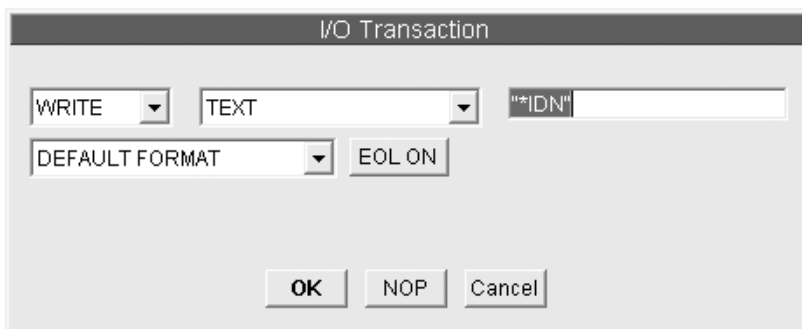 I/O Transaction
WRITE TEXT "*IDN"
DEFAULT FORMAT EOL ON
OK NOP Cancel